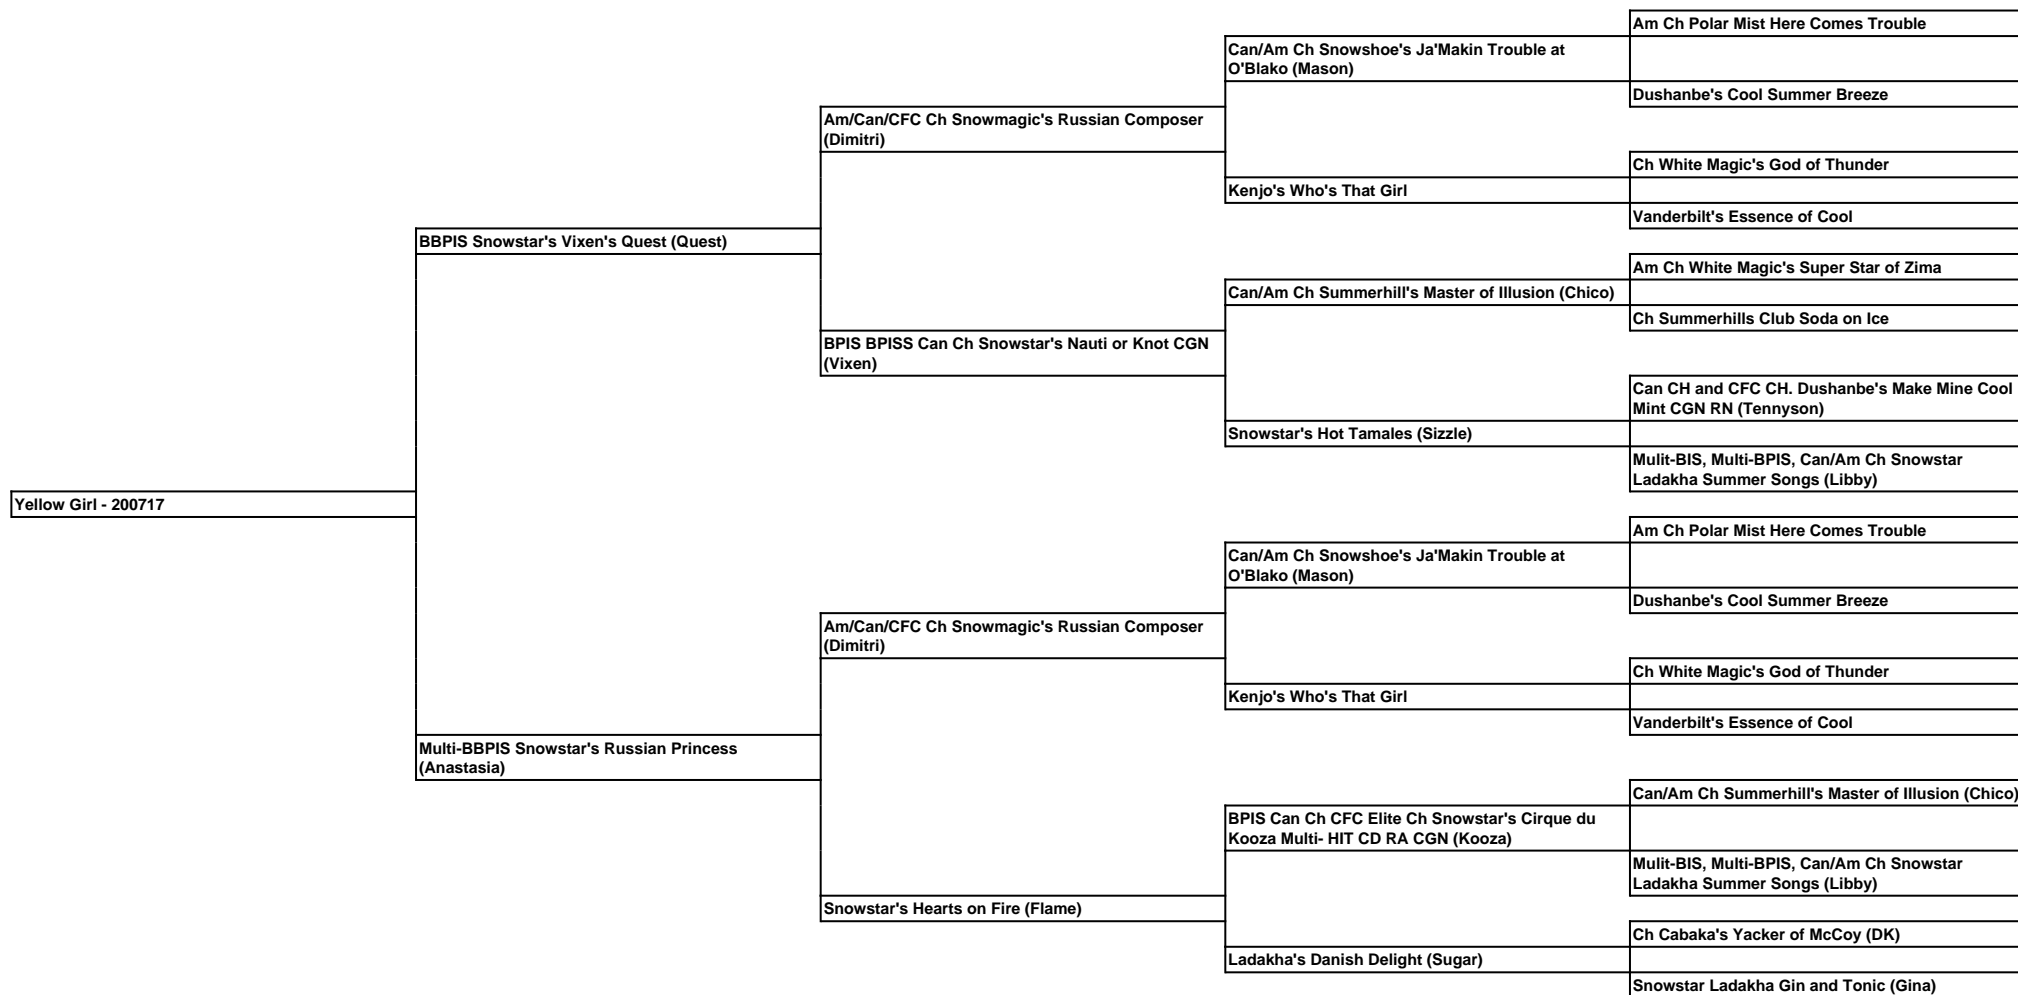 Am Ch Polar Mist Here Comes Trouble
Can/Am Ch Snowshoe's Ja'Makin Trouble at
O'Blako (Mason)
Dushanbe's Cool Summer Breeze
Am/Can/CFC Ch Snowmagic's Russian Composer
(Dimitri)
Ch White Magic's God of Thunder
Kenjo's Who's That Girl
Vanderbilt's Essence of Cool
BBPIS Snowstar's Vixen's Quest (Quest)
Am Ch White Magic's Super Star of Zima
Can/Am Ch Summerhill's Master of Illusion (Chico)
Ch Summerhills Club Soda on Ice
BPIS BPISS Can Ch Snowstar's Nauti or Knot CGN
(Vixen)
Can CH and CFC CH. Dushanbe's Make Mine Cool
Mint CGN RN (Tennyson)
Snowstar's Hot Tamales (Sizzle)
Mulit-BIS, Multi-BPIS, Can/Am Ch Snowstar
Ladakha Summer Songs (Libby)
Yellow Girl - 200717
Am Ch Polar Mist Here Comes Trouble
Can/Am Ch Snowshoe's Ja'Makin Trouble at
O'Blako (Mason)
Dushanbe's Cool Summer Breeze
Am/Can/CFC Ch Snowmagic's Russian Composer
(Dimitri)
Ch White Magic's God of Thunder
Kenjo's Who's That Girl
Vanderbilt's Essence of Cool
Multi-BBPIS Snowstar's Russian Princess
(Anastasia)
Can/Am Ch Summerhill's Master of Illusion (Chico)
BPIS Can Ch CFC Elite Ch Snowstar's Cirque du
Kooza Multi- HIT CD RA CGN (Kooza)
Mulit-BIS, Multi-BPIS, Can/Am Ch Snowstar
Ladakha Summer Songs (Libby)
Snowstar's Hearts on Fire (Flame)
Ch Cabaka's Yacker of McCoy (DK)
Ladakha's Danish Delight (Sugar)
Snowstar Ladakha Gin and Tonic (Gina)